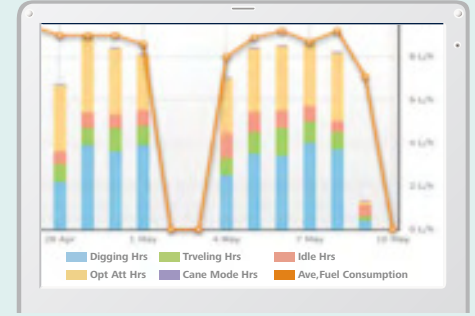 8 L/h
6 L/h
4 L/h
2 L/h
0 L/h
28 Apr 1 May 4 May 7 May 10 May
Digging Hrs Trveling Hrs Idle Hrs
Opt Att Hrs Cane Mode Hrs Ave,Fuel Consumption